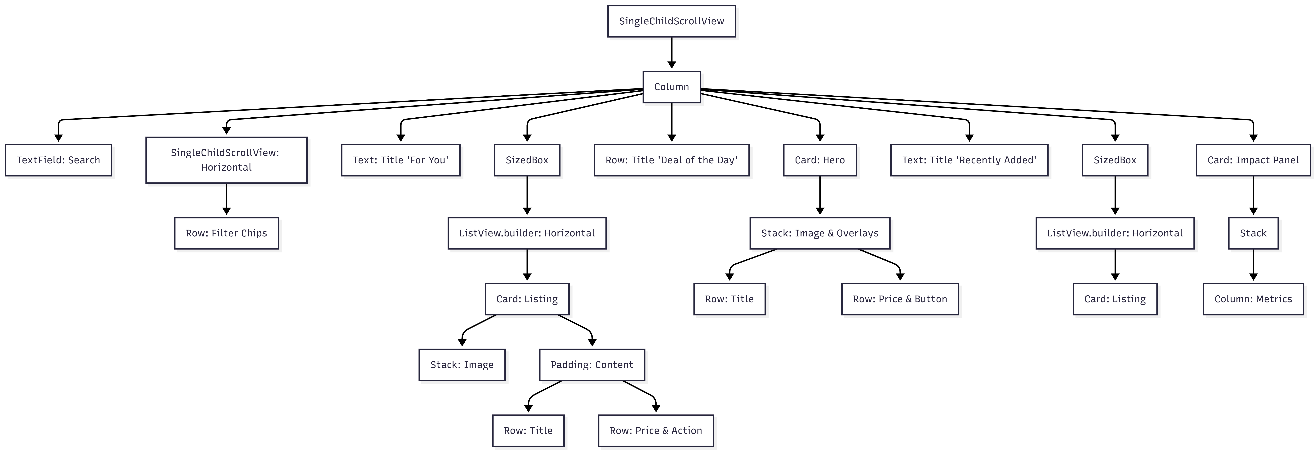 SingleChildScrollView
Column
TextField: Search
SingleChildScrollView:
Horizontal
Text: Title 'For You'
SizedBox
Row: Title 'Deal of the Day'
Card: Hero
Text: Title 'Recently Added'
SizedBox
Card: Impact Panel
Row: Filter Chips
ListView.builder: Horizontal
Stack: Image & Overlays
ListView.builder: Horizontal
Stack
Card: Listing
Row: Title
Row: Price & Button
Card: Listing
Column: Metrics
Stack: Image
Padding: Content
Row: Title
Row: Price & Action